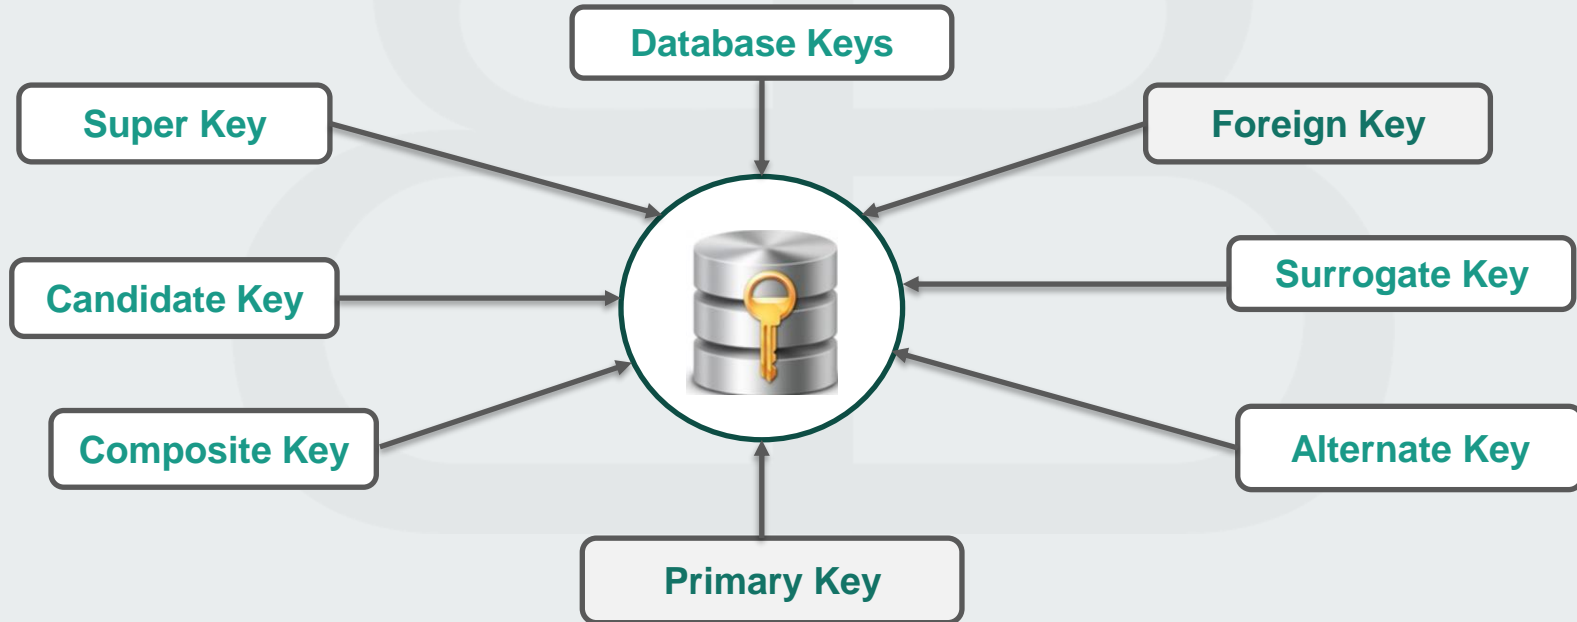 Database Keys
Super Key
Foreign Key
Candidate Key
Surrogate Key
Composite Key
Alternate Key
Primary Key